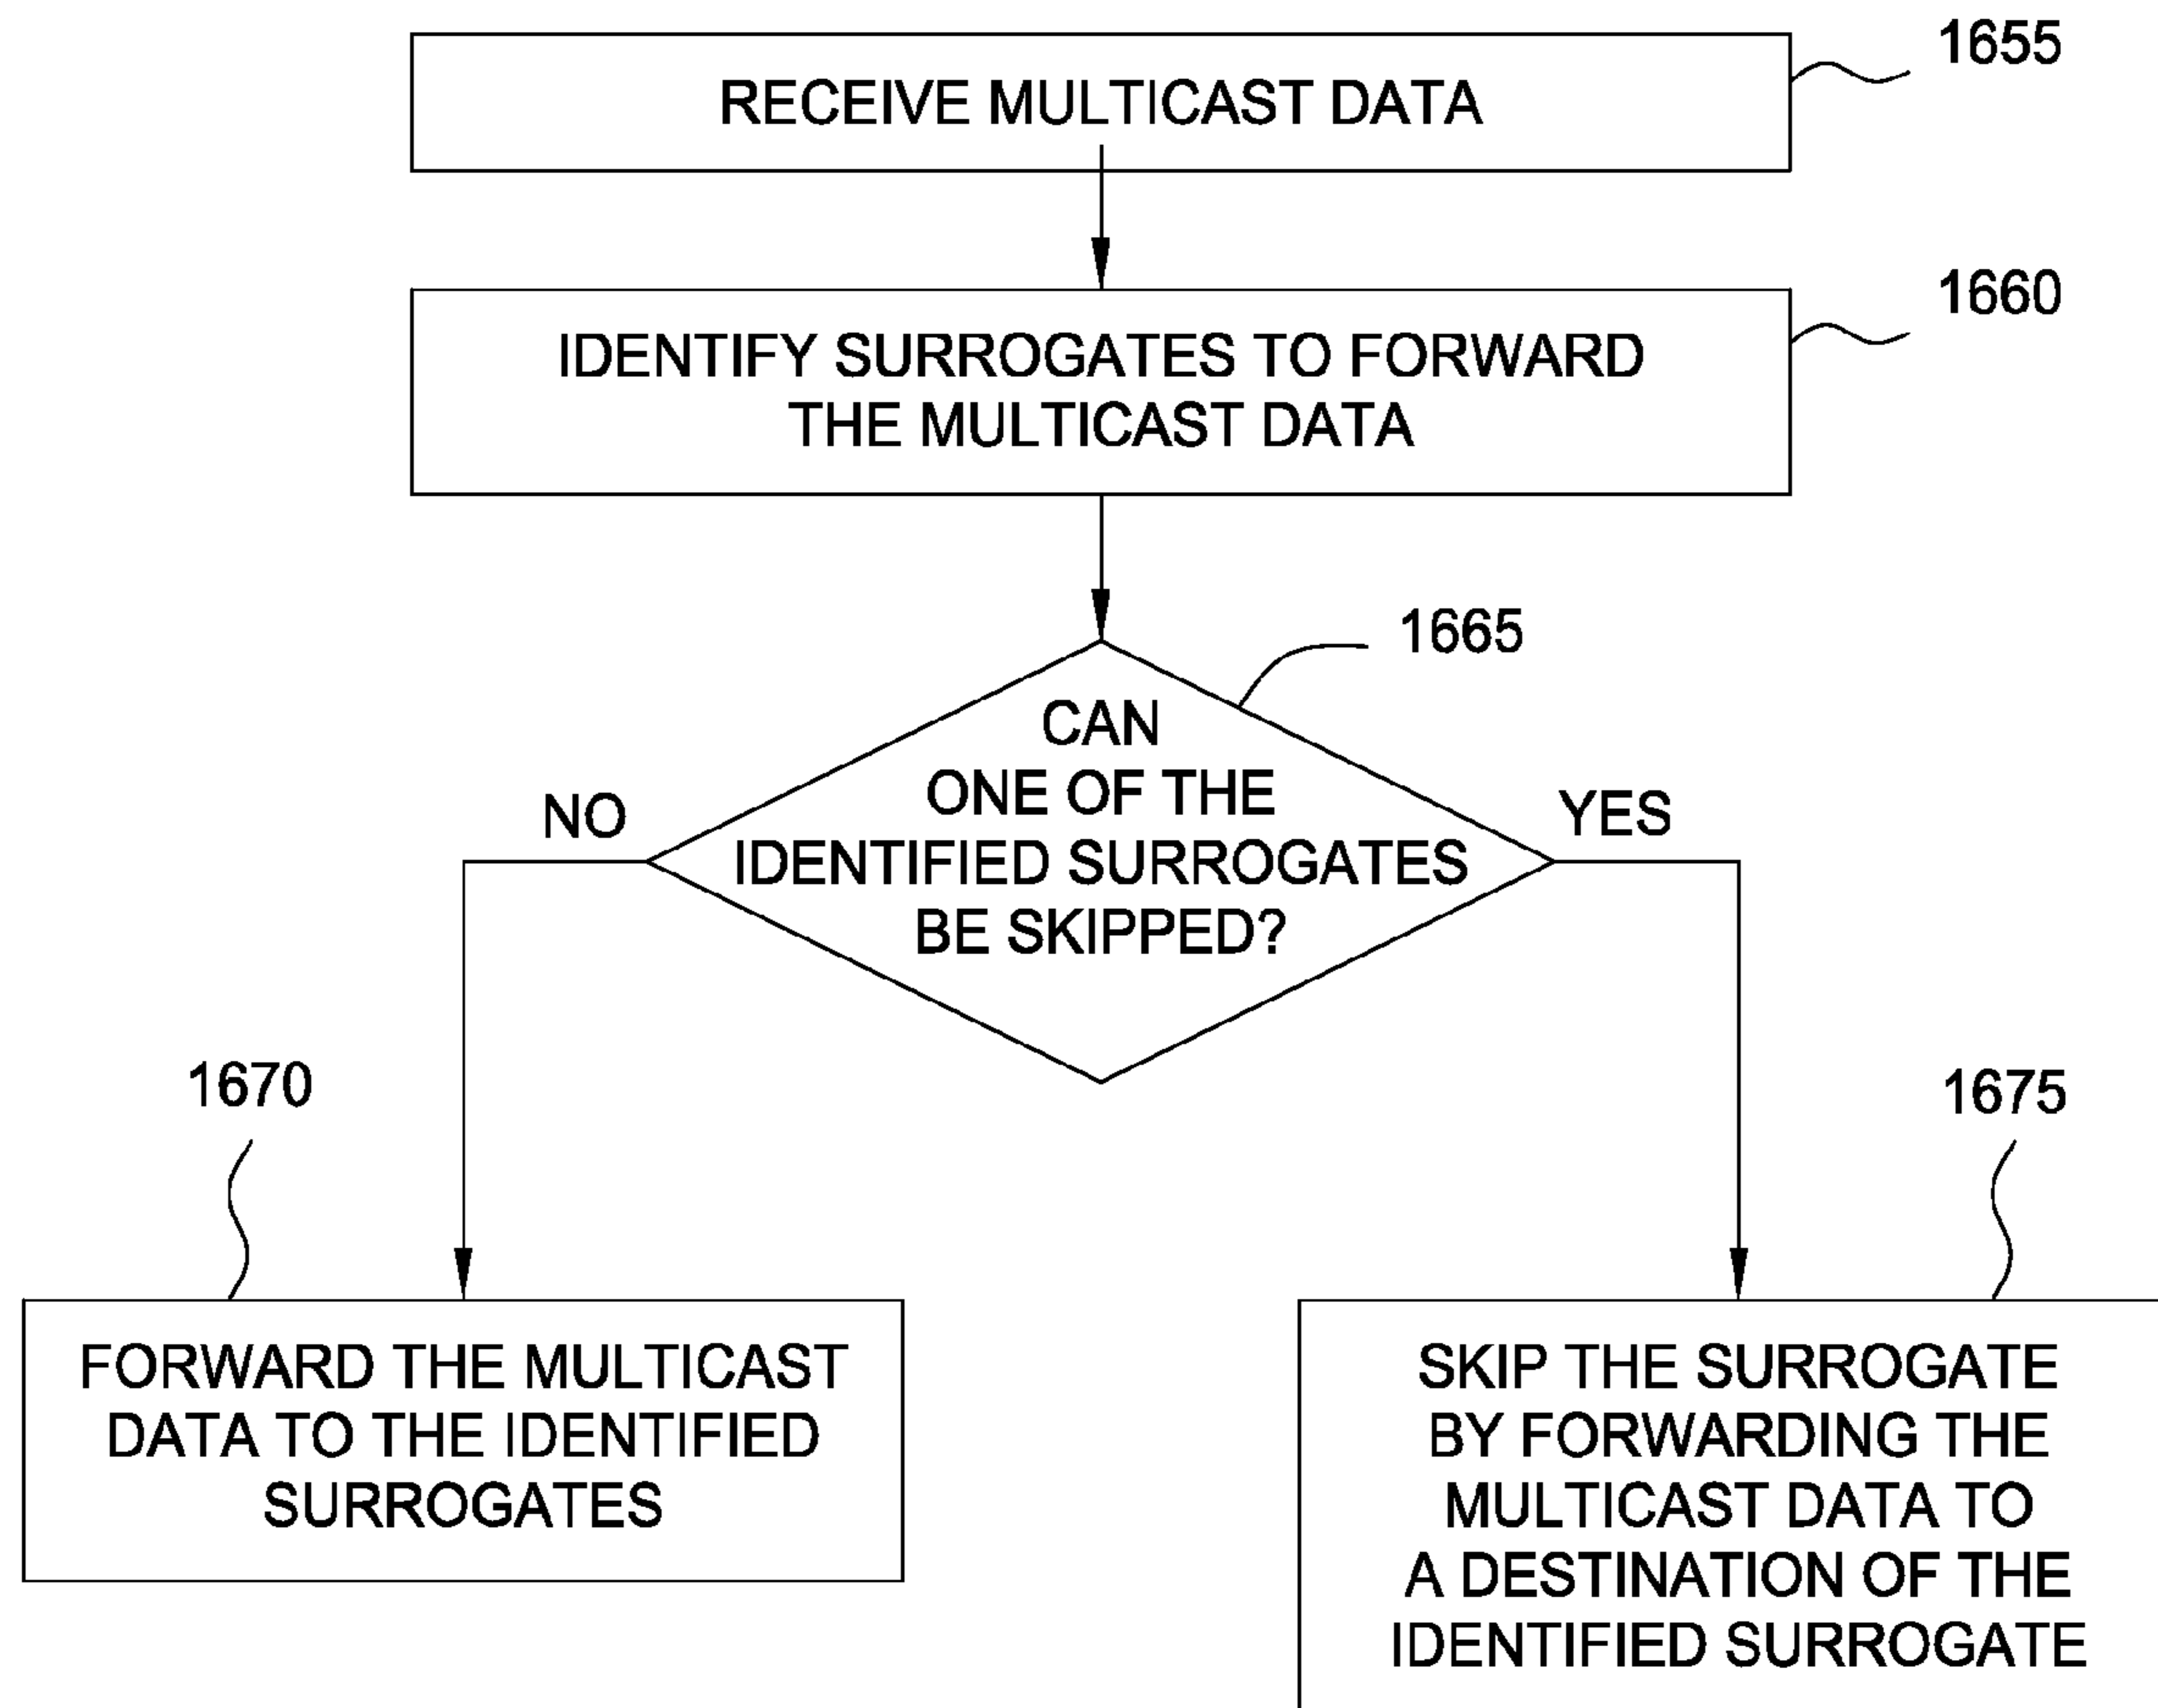 RECEIVE MULTICAST DATA
1655
IDENTIFY SURROGATES TO FORWARD
THE MULTICAST DATA
1660
1665
CAN
ONE OF THE
IDENTIFIED SURROGATES
BE SKIPPED?
NO
YES
1670
FORWARD THE MULTICAST
DATA TO THE IDENTIFIED
SURROGATES
1675
SKIP THE SURROGATE
BY FORWARDING THE
MULTICAST DATA TO
A DESTINATION OF THE
IDENTIFIED SURROGATE